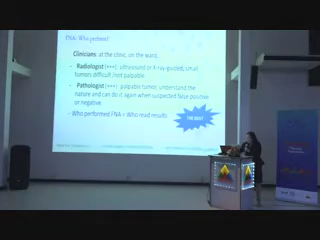 FNA: Who perform?
Clinicians: at the clinic, on the ward...
- Radiologist (+++): ultrasound or X-ray-guided, small
tumors difficult /not palpable
- Pathologist (+++): palpable tumor, understand the
nature and can do it again when suspected false positive
or negative
- Who performed FNA + Who read results
THE BEST